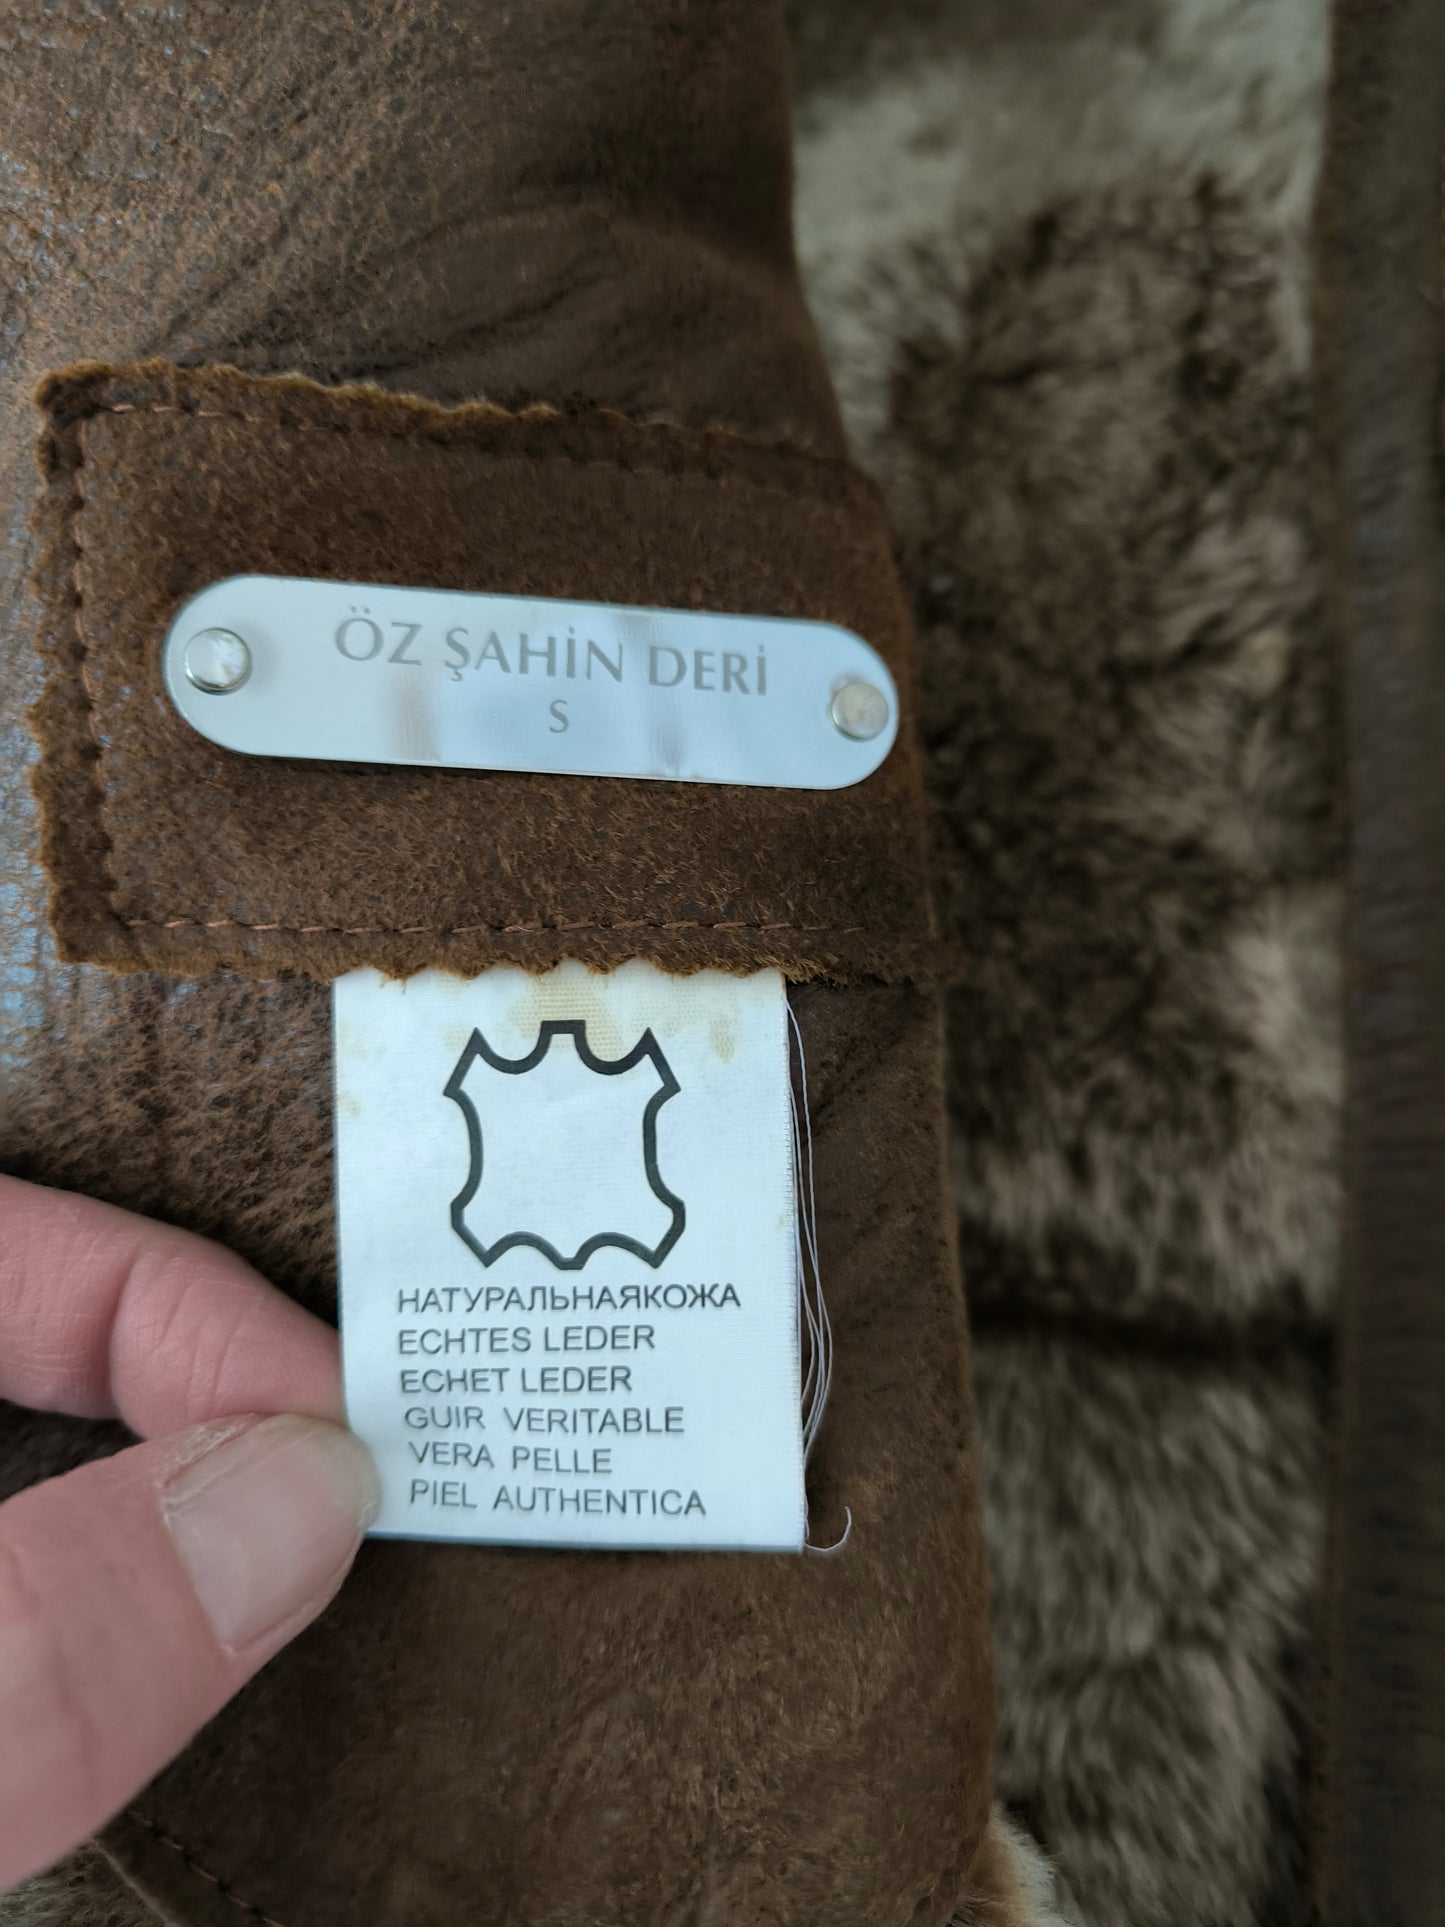 ÖZ ŞAHİN DERİ
S
НАТУРАЛЬНАЯКОЖА
ECHTES LEDER
ECHET LEDER
GUIR VERITABLE
VERA PELLE
PIEL AUTHENTICA